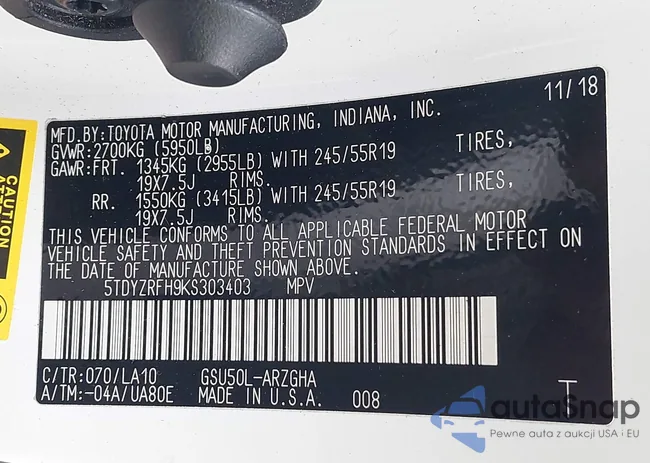 11/18
MFD.BY:TOYOTA MOTOR MANUFACTURING, INDIANA, INC.
GVWR:2700KG (5950LB)
GAWR:FRT. 1345KG (2955LB) WITH 245/55R19 TIRES,
19X7.5J RIMS.
RR. 1550KG (3415LB) WITH 245/55R19 TIRES,
19X7.5J RIMS.
THIS VEHICLE CONFORMS TO ALL APPLICABLE FEDERAL MOTOR
VEHICLE SAFETY AND THEFT PREVENTION STANDARDS IN EFFECT ON
THE DATE OF MANUFACTURE SHOWN ABOVE.
5TDYZRFH9KS303403 MPV
C/TR:070/LA10 GSU50L-ARZGHA
A/TM:-04A/UA80E MADE IN U.S.A. 008 T
CAUTION
autaSnap
Pewne auta z aukcji USA i EU